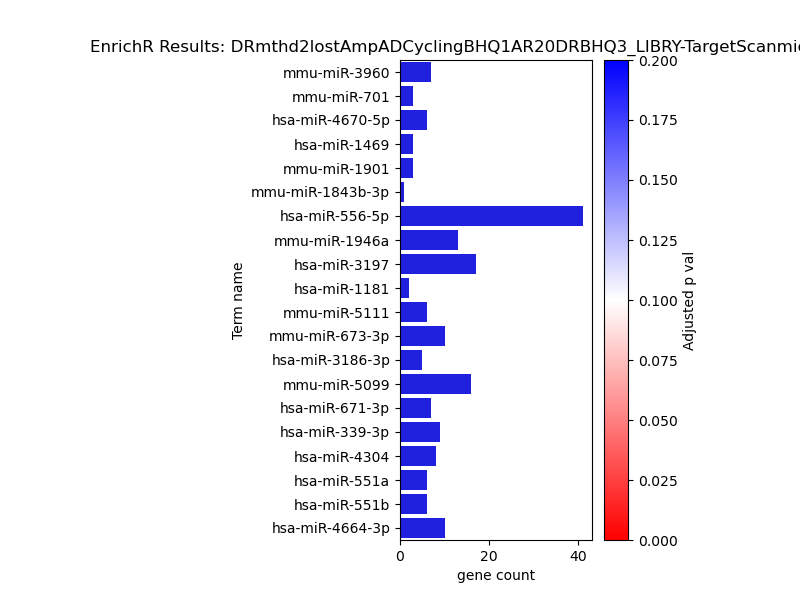 EnrichR Results: DRmthd2lostAmpADCyclingBHQ1AR20DRBHQ3_LIBRY-TargetScanmic
mmu-miR-3960
mmu-miR-701
hsa-miR-4670-5p
hsa-miR-1469
mmu-miR-1901
mmu-miR-1843b-3p
hsa-miR-556-5p
mmu-miR-1946a
hsa-miR-3197
hsa-miR-1181
mmu-miR-5111
mmu-miR-673-3p
hsa-miR-3186-3p
mmu-miR-5099
hsa-miR-671-3p
hsa-miR-339-3p
hsa-miR-4304
hsa-miR-551a
hsa-miR-551b
hsa-miR-4664-3p
Term name
0 20 40
gene count
0.200
0.175
0.150
0.125
0.100
0.075
0.050
0.025
0.000
Adjusted p val